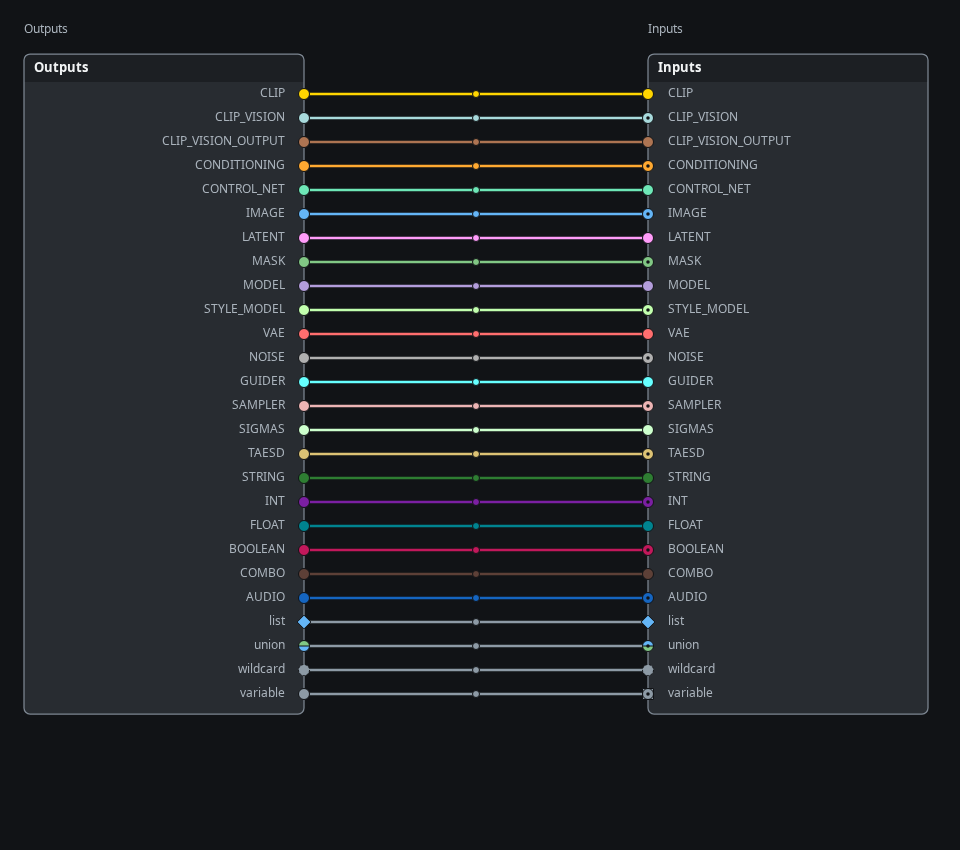 Outputs
Inputs
Outputs
Inputs
CLIP
CLIP
CLIP_VISION
CLIP_VISION
CLIP_VISION_OUTPUT
CLIP_VISION_OUTPUT
CONDITIONING
CONDITIONING
CONTROL_NET
CONTROL_NET
IMAGE
IMAGE
LATENT
LATENT
MASK
MASK
MODEL
MODEL
STYLE_MODEL
STYLE_MODEL
VAE
VAE
NOISE
NOISE
GUIDER
GUIDER
SAMPLER
SAMPLER
SIGMAS
SIGMAS
TAESD
TAESD
STRING
STRING
INT
INT
FLOAT
FLOAT
BOOLEAN
BOOLEAN
COMBO
COMBO
AUDIO
AUDIO
list
list
union
union
wildcard
wildcard
variable
variable